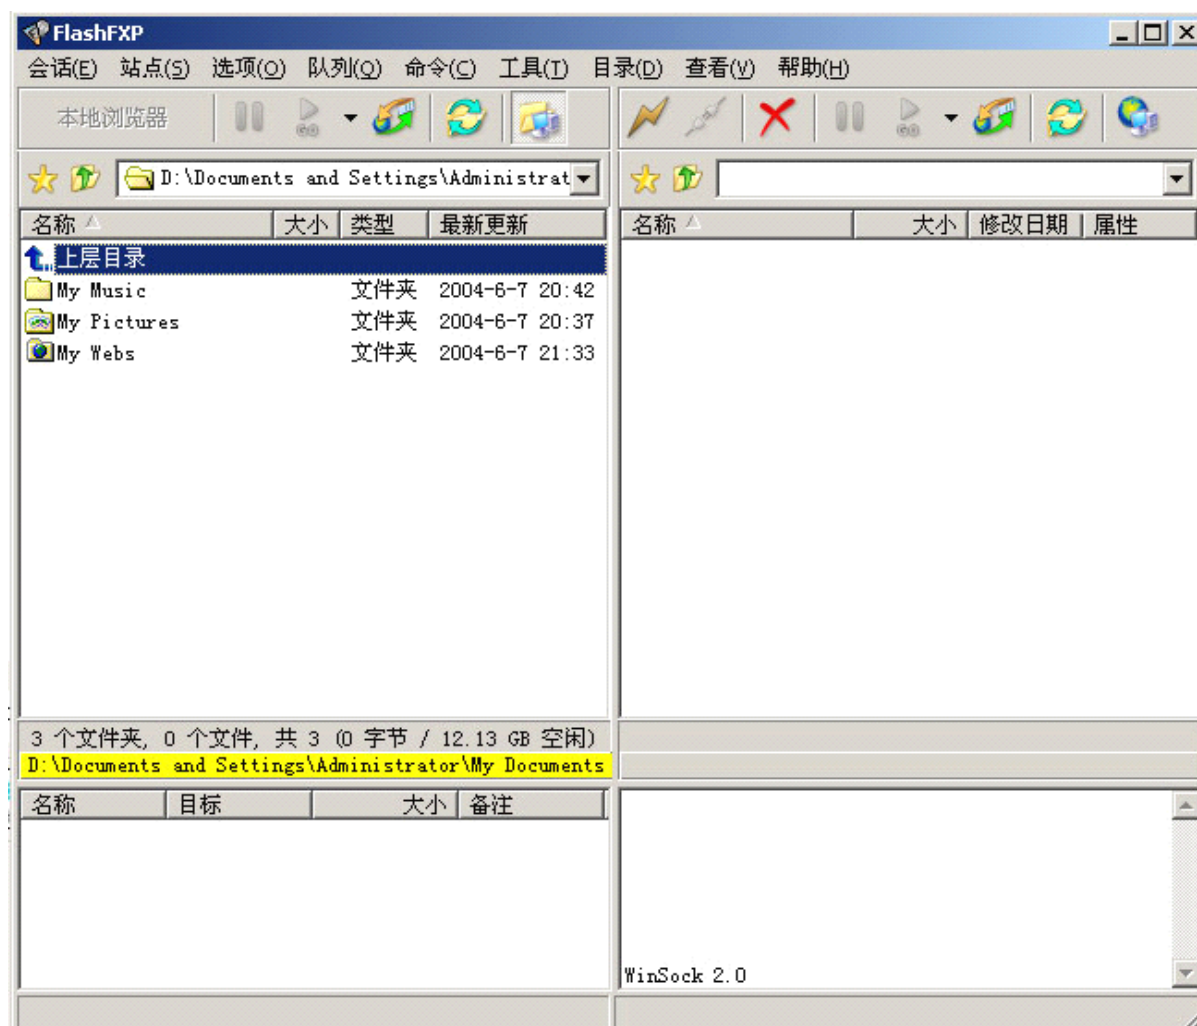 FlashFXP
会话(E) 站点(S) 选项(O) 队列(Q) 命令(C) 工具(T) 目录(D) 查看(V) 帮助(H)
本地浏览器
D:\Documents and Settings\Administrat
名称 大小 类型 最新更新
名称 大小 修改日期 属性
上层目录
My Music 文件夹 2004-6-7 20:42
My Pictures 文件夹 2004-6-7 20:37
My Webs 文件夹 2004-6-7 21:33
3 个文件夹, 0 个文件, 共 3 (0 字节 / 12.13 GB 空闲)
D:\Documents and Settings\Administrator\My Documents
名称 目标 大小 备注
WinSock 2.0